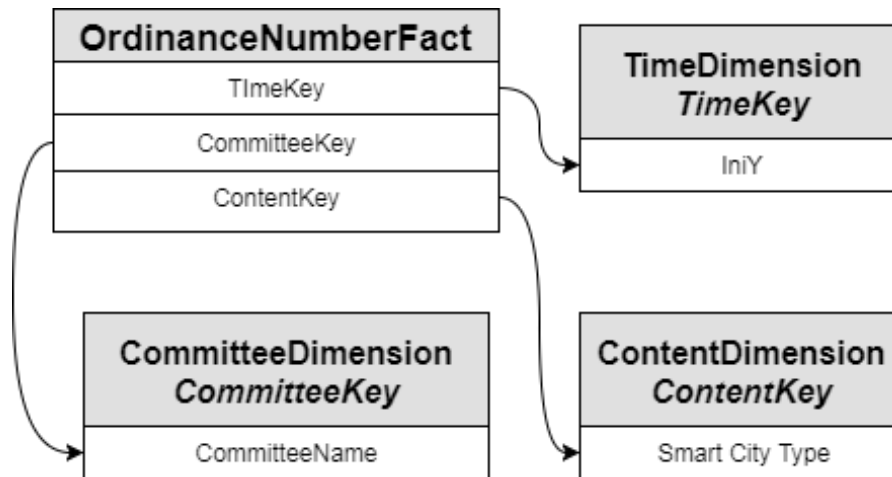 OrdinanceNumberFact
TImeKey
CommitteeKey
ContentKey
TimeDimension
TimeKey
IniY
CommitteeDimension
CommitteeKey
CommitteeName
ContentDimension
ContentKey
Smart City Type